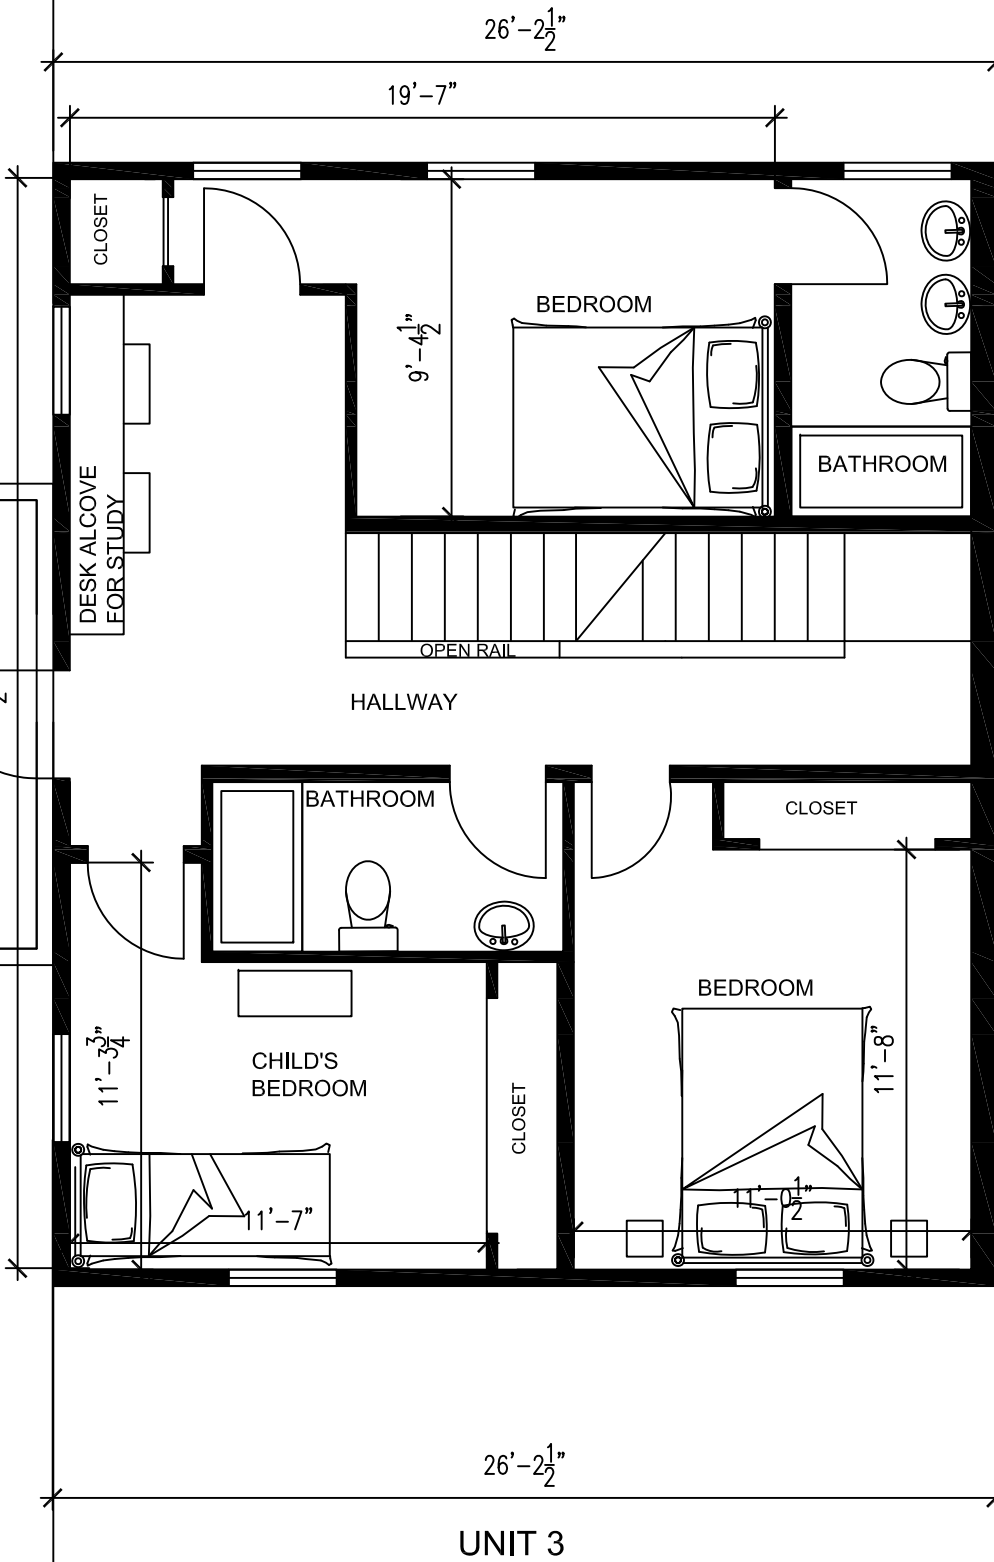 26'-2½"
19'-7"
CLOSET
BEDROOM
9'-4½"
BATHROOM
DESK ALCOVE
FOR STUDY
OPEN RAIL
HALLWAY
BATHROOM
CLOSET
BEDROOM
11'-3¾"
CHILD'S
BEDROOM
CLOSET
11'-8"
11'-7"
11'-0½"
26'-2½"
UNIT 3